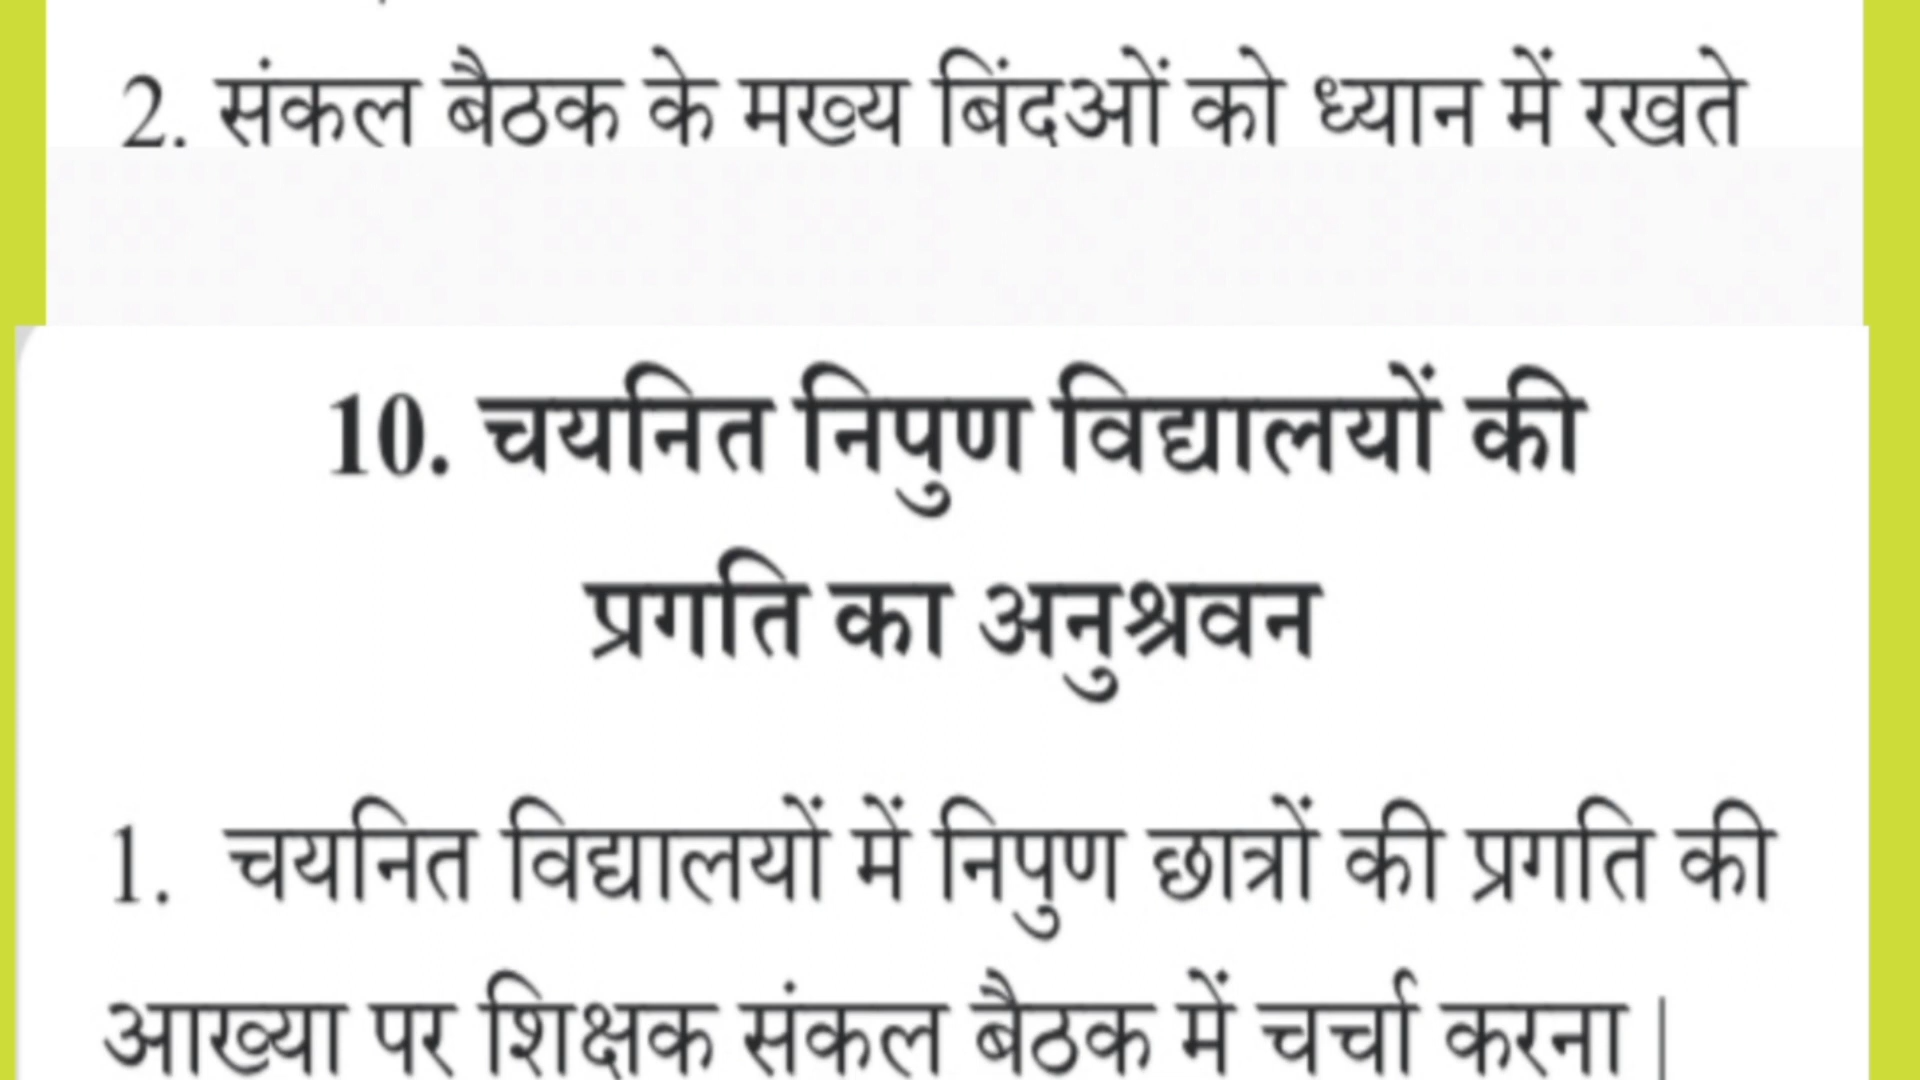 2. संकल बैठक के मख्य बिंदओं को ध्यान में रखते
10. चयनित निपुण विद्यालयों की
प्रगति का अनुश्रवन
1. चयनित विद्यालयों में निपुण छात्रों की प्रगति की
आख्या पर शिक्षक संकल बैठक में चर्चा करना |